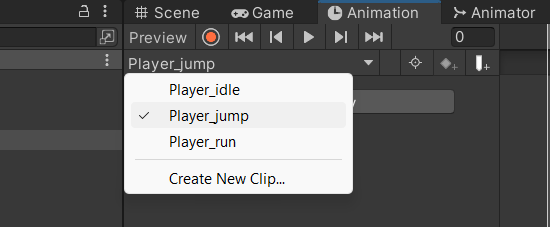 Scene Game Animation Animator
Preview 0
Player_jump
Player_idle
Player_jump
Player_run
Create New Clip...